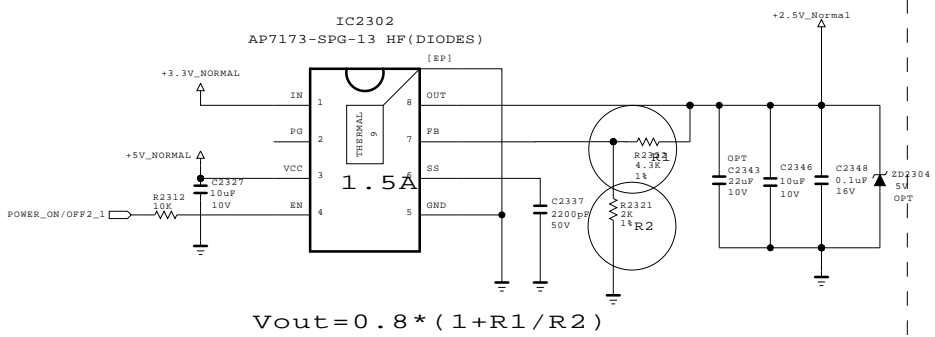 IC2302
AP7173-SPG-13 HF(DIODES)
[EP]
+2.5V_Normal
+3.3V_NORMAL
IN
1
8
OUT
PG
2
THERMAL
9
7
FB
+5V_NORMAL
VCC
3
6
SS
1.5A
EN
4
5
GND
C2327
10uF
10V
R2312
10K
POWER_ON/OFF2_1
C2337
2200pF
50V
4.3K
1%
R1
R2321
2K
1%
R2
OPT
C2343
22uF
10V
C2346
10uF
10V
C2348
0.1uF
16V
ZD2304
5V
OPT
Vout=0.8*(1+R1/R2)